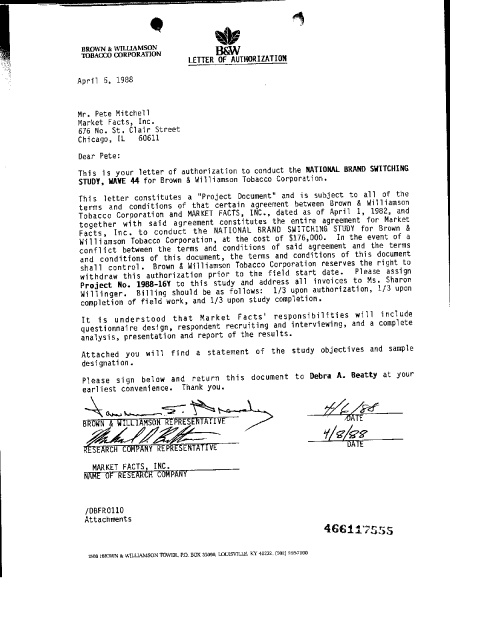 BROWN & WILLIAMSON
TOBACCO CORPORATION
B&W
LETTER OF AUTHORIZATION
April 6, 1988
Mr. Pete Mitchell
Market Facts, Inc.
676 No. St. Clair Street
Chicago, IL 60611
Dear Pete:
This is your letter of authorization to conduct the NATIONAL BRAND SWITCHING
STUDY, WAVE 44 for Brown & Williamson Tobacco Corporation.
This letter constitutes a "Project Document" and is subject to all of the
terms and conditions of that certain agreement between Brown & Williamson
Tobacco Corporation and MARKET FACTS, INC., dated as of April 1, 1982, and
together with said agreement constitutes the entire agreement for Market
Facts, Inc. to conduct the NATIONAL BRAND SWITCHING STUDY for Brown &
Williamson Tobacco Corporation, at the cost of $176,000. In the event of a
conflict between the terms and conditions of said agreement and the terms
and conditions of this document, the terms and conditions of this document
shall control. Brown & Williamson Tobacco Corporation reserves the right to
withdraw this authorization prior to the field start date. Please assign
Project No. 1988-16Y to this study and address all invoices to Ms. Sharon
Willinger. Billing should be as follows: 1/3 upon authorization, 1/3 upon
completion of field work, and 1/3 upon study completion.
It is understood that Market Facts' responsibilities will include
questionnaire design, respondent recruiting and interviewing, and a complete
analysis, presentation and report of the results.
Attached you will find a statement of the study objectives and sample
designation.
Please sign below and return this document to Debra A. Beatty at your
earliest convenience. Thank you.
4/6/88
BROWN & WILLIAMSON REPRESENTATIVE DATE
4/8/88
RESEARCH COMPANY REPRESENTATIVE DATE
MARKET FACTS, INC.
NAME OF RESEARCH COMPANY
/DBFR0110
Attachments
466117555
BROWN & WILLIAMSON TOWER, P.O. BOX LOUISVILLE, KY